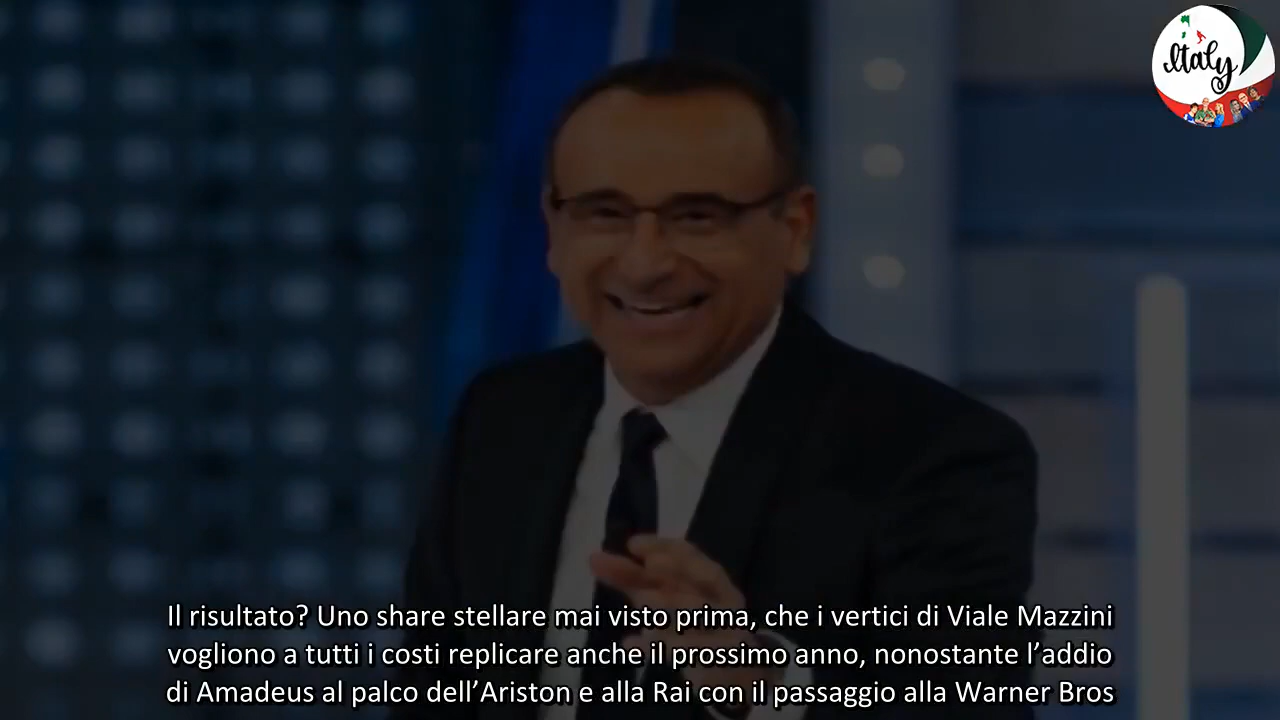 Italy
Il risultato? Uno share stellare mai visto prima, che i vertici di Viale Mazzini
vogliono a tutti i costi replicare anche il prossimo anno, nonostante l’addio
di Amadeus al palco dell’Ariston e alla Rai con il passaggio alla Warner Bros